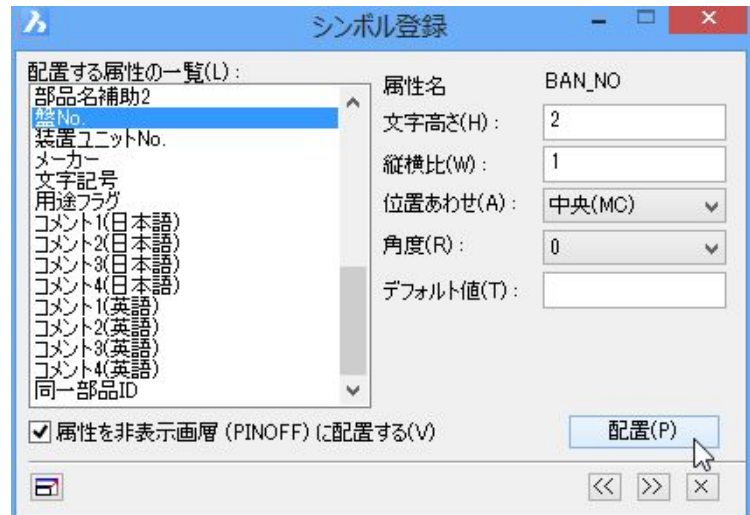 シンボル登録
配置する属性の一覧(L) :
部品名補助2
盤No.
装置ユニットNo.
メーカー
文字記号
用途フラグ
コメント1(日本語)
コメント2(日本語)
コメント3(日本語)
コメント4(日本語)
コメント1(英語)
コメント2(英語)
コメント3(英語)
コメント4(英語)
同一部品ID
属性名 BAN_NO
文字高さ(H) : 2
縦横比(W) : 1
位置あわせ(A) : 中央(MC)
角度(R) : 0
デフォルト値(T) :
属性を非表示画層 (PINOFF) に配置する(V)
配置(P)
<< >> ×